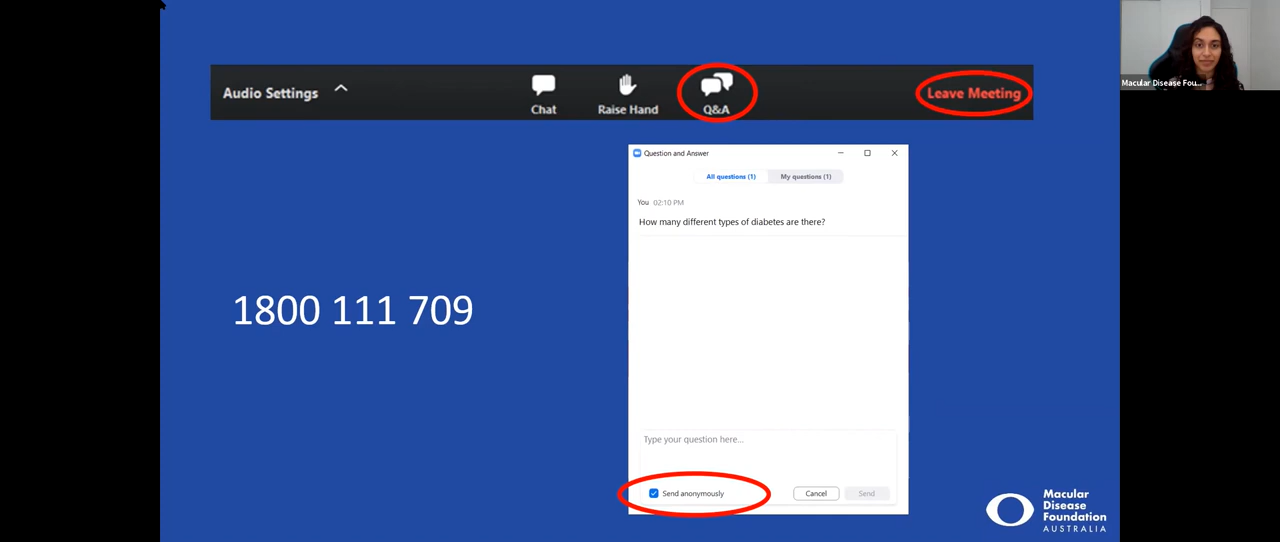 Audio Settings
Chat
Raise Hand
Q&A
Leave Meeting
Macular Disease Fou...
Question and Answer
All questions (1)
My questions (1)
You 02:10 PM
How many different types of diabetes are there?
1800 111 709
Type your question here...
Send anonymously
Cancel
Send
Macular
Disease
Foundation
AUSTRALIA